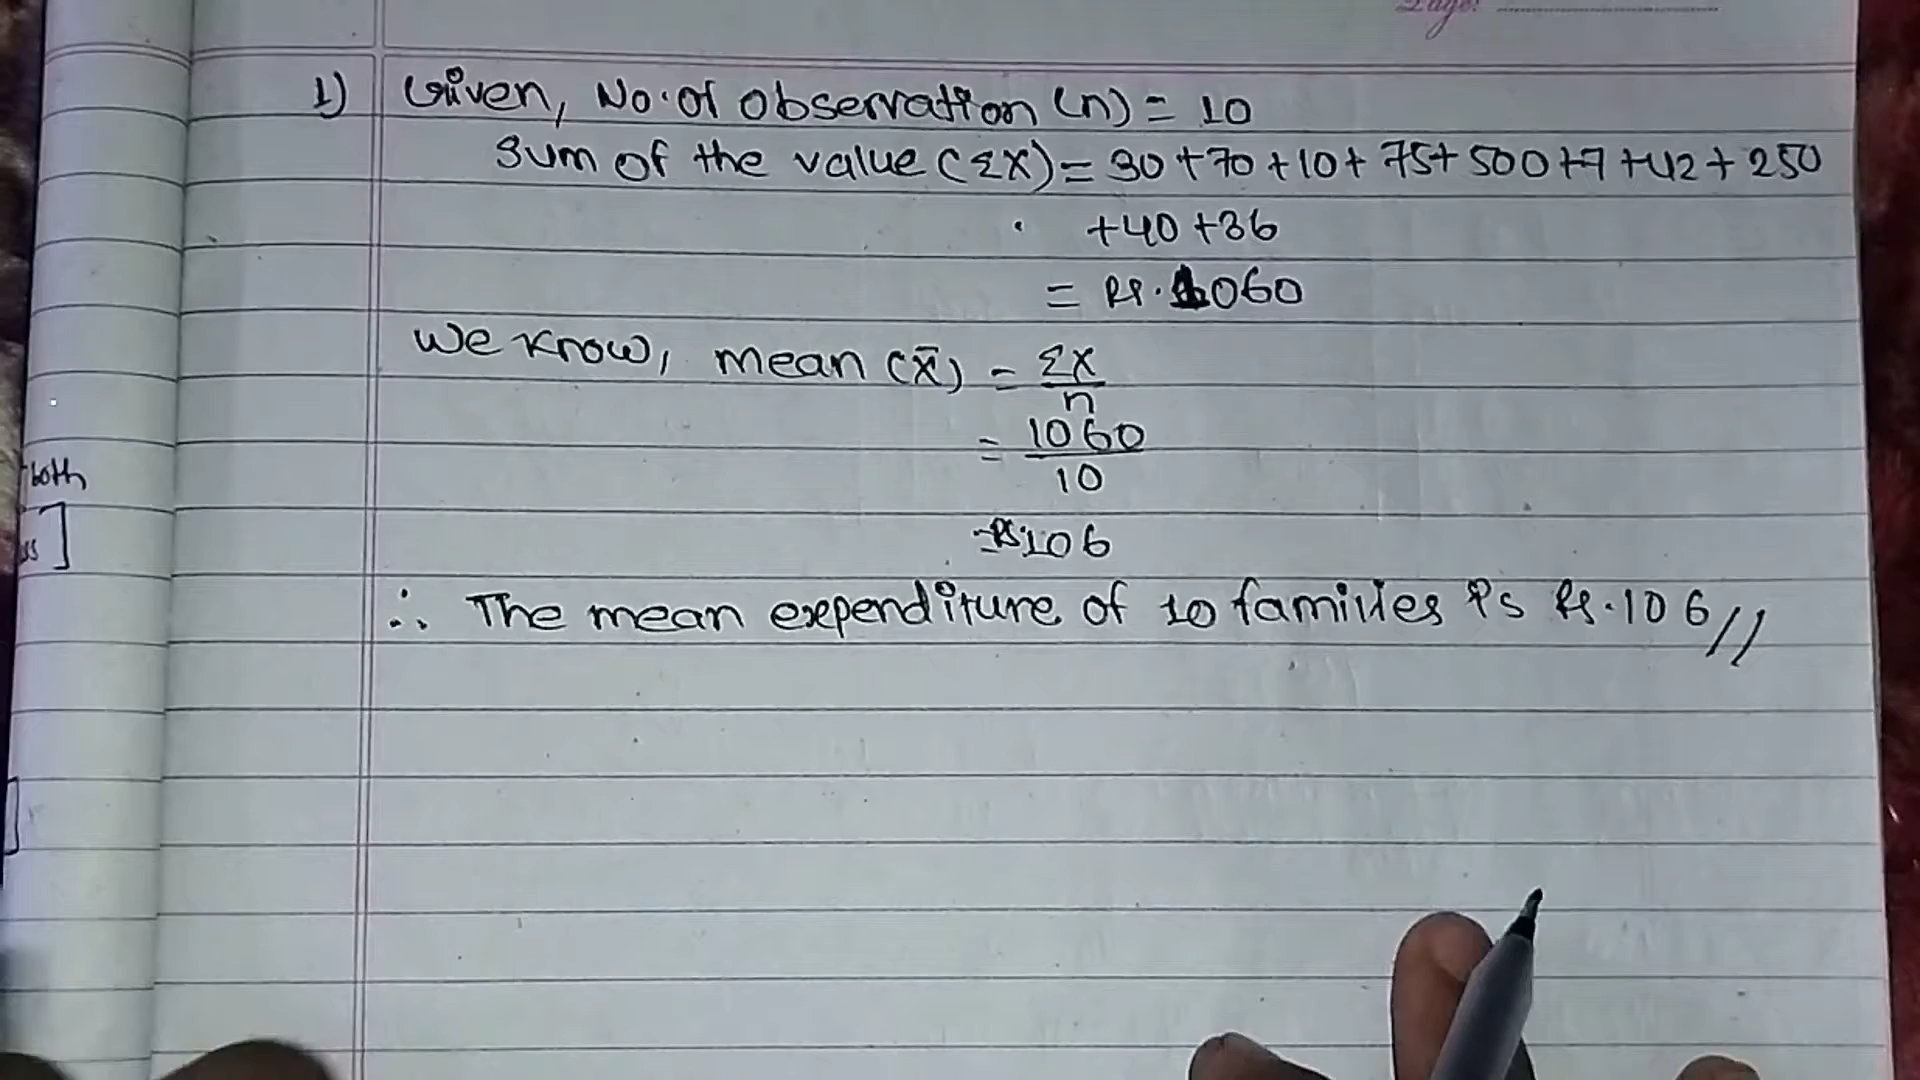 Page:
1) Given, No. of observation (n) = 10
Sum of the value (ΣX) = 30 + 70 + 10 + 75 + 500 + 7 + 42 + 250
+ 40 + 36
= Rs. 1060
We know, mean (x̄) = ΣX/n
= 1060/10
= Rs. 106
∴ The mean expenditure of 10 families is Rs. 106//
both